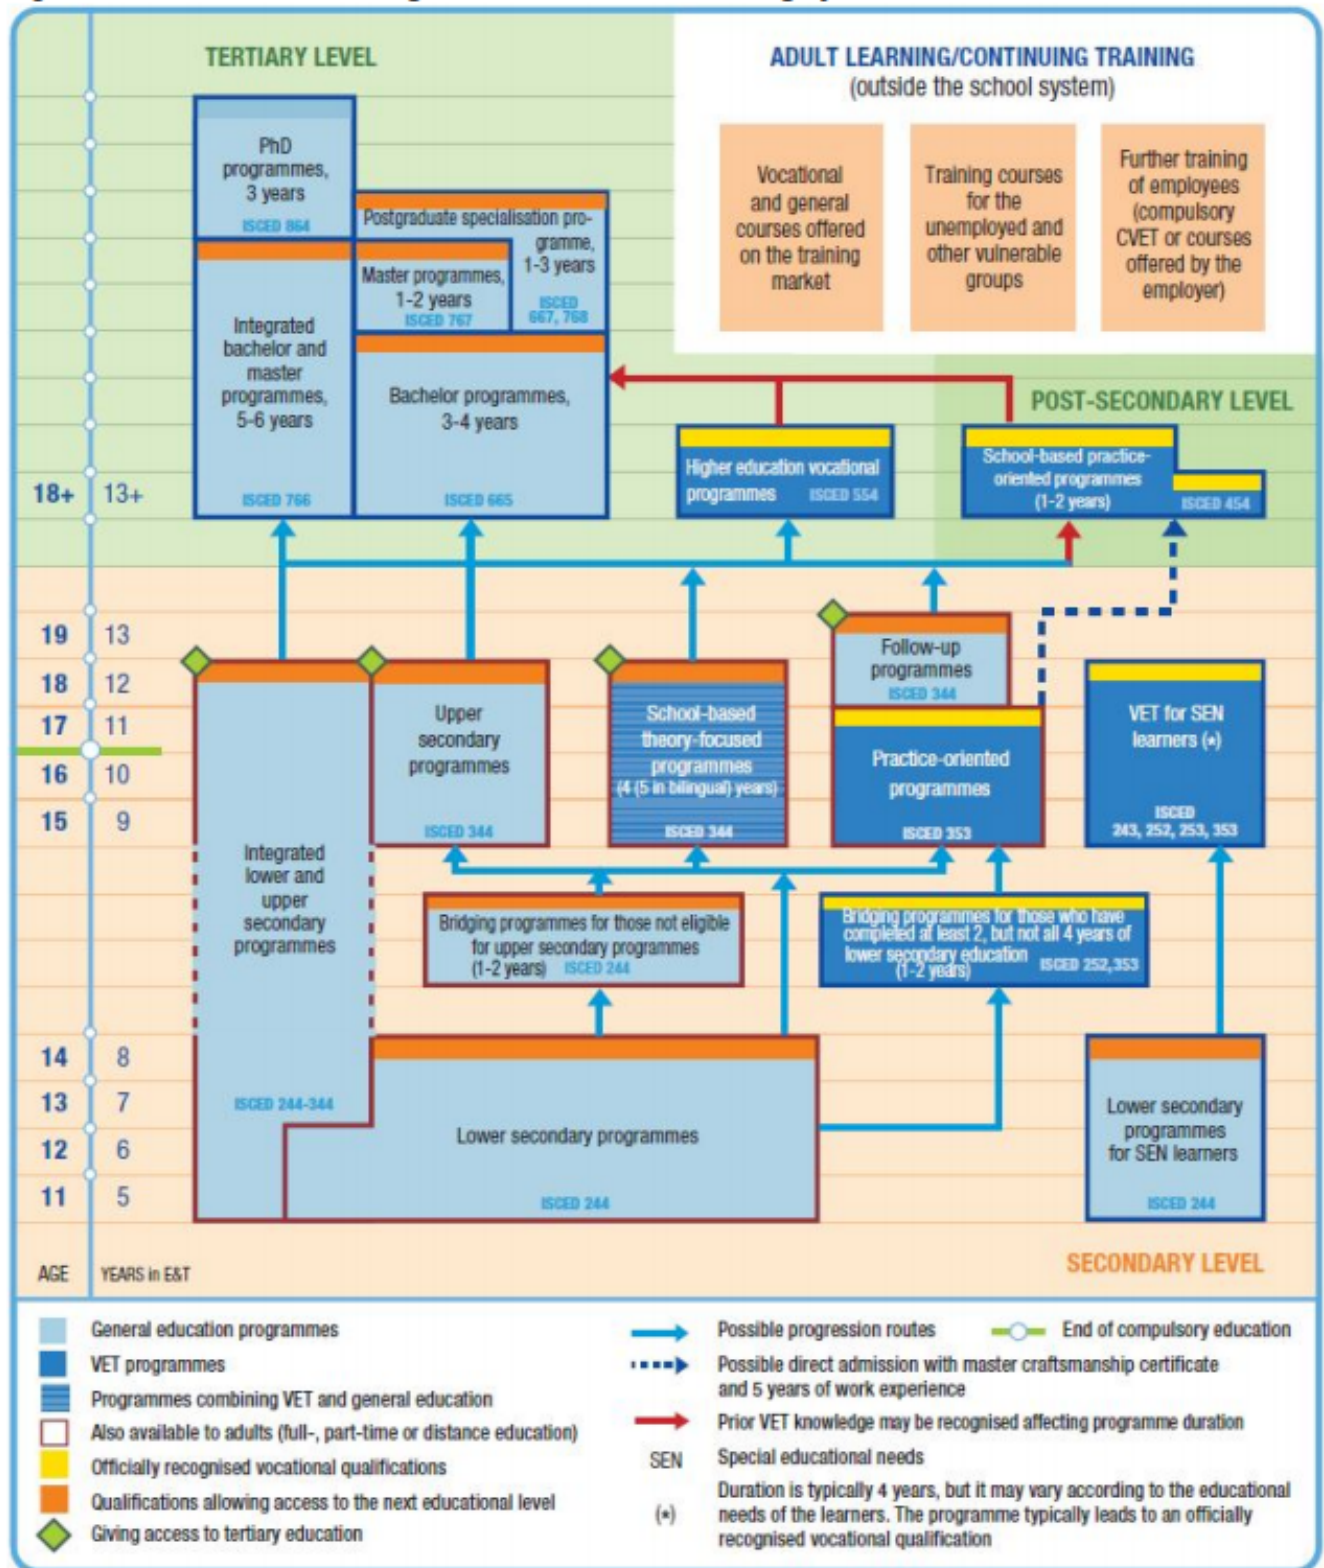 TERTIARY LEVEL
ADULT LEARNING/CONTINUING TRAINING
(outside the school system)
Vocational
and general
courses offered
on the training
market
Training courses
for the
unemployed and
other vulnerable
groups
Further training
of employees
(compulsory
CVET or courses
offered by the
employer)
PhD
programmes,
3 years
ISCED 864
Postgraduate specialisation pro-
gramme,
1-3 years
ISCED
667, 768
Master programmes,
1-2 years
ISCED 767
Integrated
bachelor and
master
programmes,
5-6 years
ISCED 766
Bachelor programmes,
3-4 years
ISCED 665
POST-SECONDARY LEVEL
Higher education vocational
programmes ISCED 554
School-based practice-
oriented programmes
(1-2 years)
ISCED 454
18+ 13+
19 13
18 12
17 11
16 10
15 9
Follow-up
programmes
ISCED 344
Upper
secondary
programmes
ISCED 344
School-based
theory-focused
programmes
(4 (5 in bilingual) years)
ISCED 344
Practice-oriented
programmes
ISCED 353
VET for SEN
learners (*)
ISCED
243, 252, 253, 353
Integrated
lower and
upper
secondary
programmes
ISCED 244-344
Bridging programmes for those not eligible
for upper secondary programmes
(1-2 years) ISCED 244
Bridging programmes for those who have
completed at least 2, but not all 4 years of
lower secondary education
(1-2 years) ISCED 252,353
14 8
13 7
12 6
11 5
Lower secondary programmes
ISCED 244
Lower secondary
programmes
for SEN learners
ISCED 244
AGE YEARS in E&T
SECONDARY LEVEL
General education programmes
VET programmes
Programmes combining VET and general education
Also available to adults (full-, part-time or distance education)
Officially recognised vocational qualifications
Qualifications allowing access to the next educational level
Giving access to tertiary education
Possible progression routes
End of compulsory education
Possible direct admission with master craftsmanship certificate
and 5 years of work experience
Prior VET knowledge may be recognised affecting programme duration
SEN Special educational needs
(*) Duration is typically 4 years, but it may vary according to the educational
needs of the learners. The programme typically leads to an officially
recognised vocational qualification